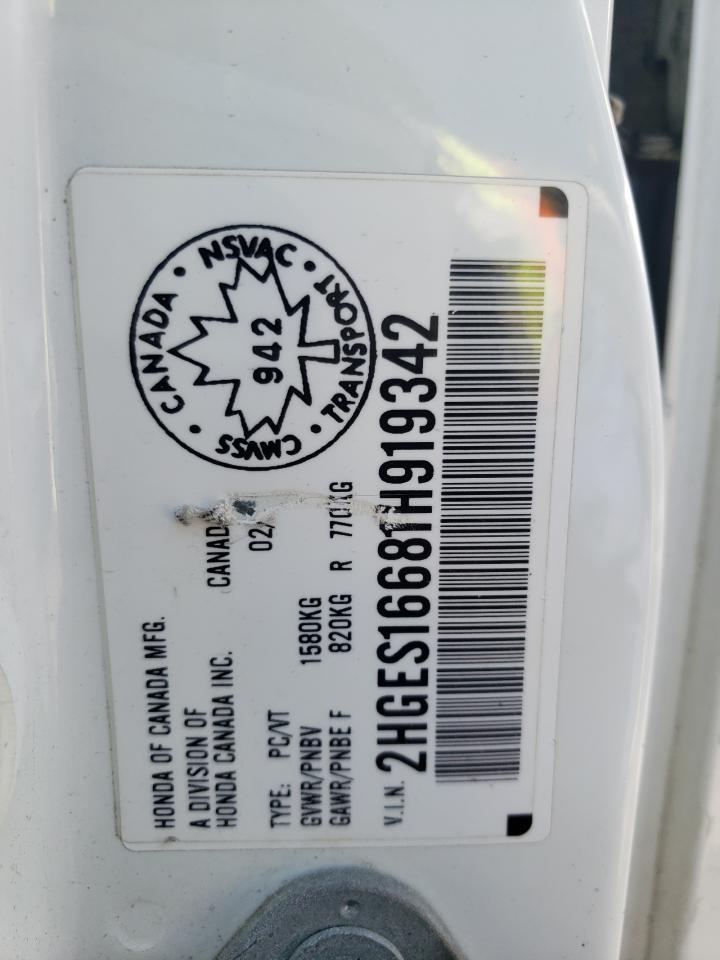 HONDA OF CANADA MFG.
A DIVISION OF
HONDA CANADA INC. CANAD
TYPE: PC/VT 02/
GVWR/PNBV 1580KG
GAWR/PNBE F 820KG R 770KG
V.I.N. 2HGES16681H919342
CANADA • NSVAC • TRANSPORT • CMVSS •
942